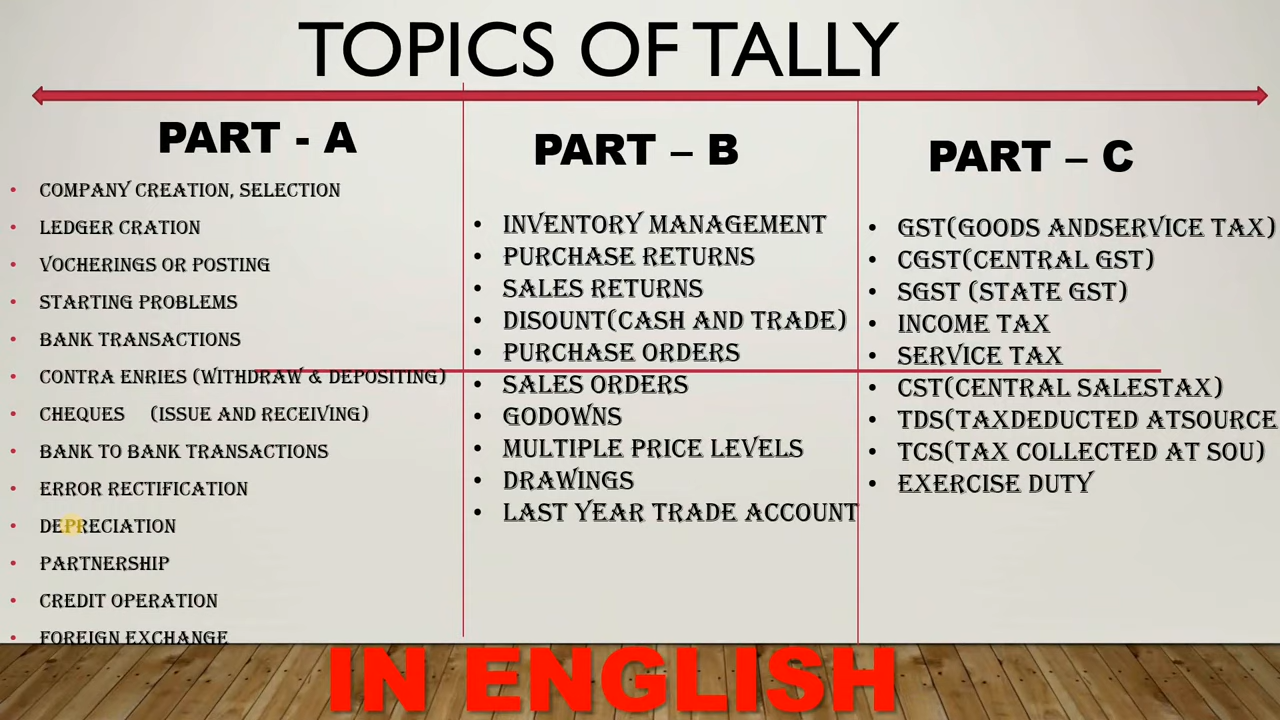 TOPICS OF TALLY
PART - A
COMPANY CREATION, SELECTION
LEDGER CRATION
VOCHERINGS OR POSTING
STARTING PROBLEMS
BANK TRANSACTIONS
CONTRA ENRIES (WITHDRAW & DEPOSITING)
CHEQUES (ISSUE AND RECEIVING)
BANK TO BANK TRANSACTIONS
ERROR RECTIFICATION
DEPRECIATION
PARTNERSHIP
CREDIT OPERATION
FOREIGN EXCHANGE
PART – B
INVENTORY MANAGEMENT
PURCHASE RETURNS
SALES RETURNS
DISOUNT(CASH AND TRADE)
PURCHASE ORDERS
SALES ORDERS
GODOWNS
MULTIPLE PRICE LEVELS
DRAWINGS
LAST YEAR TRADE ACCOUNT
PART – C
GST(GOODS ANDSERVICE TAX)
CGST(CENTRAL GST)
SGST (STATE GST)
INCOME TAX
SERVICE TAX
CST(CENTRAL SALESTAX)
TDS(TAXDEDUCTED ATSOURCE
TCS(TAX COLLECTED AT SOU)
EXERCISE DUTY
IN ENGLISH